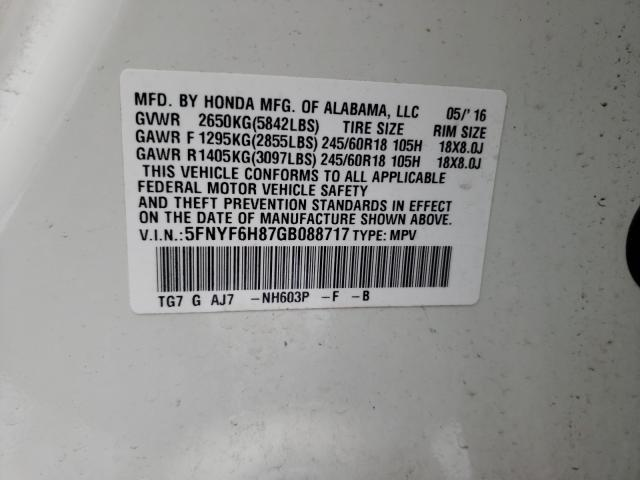 MFD. BY HONDA MFG. OF ALABAMA, LLC 05/'16
GVWR 2650KG(5842LBS) TIRE SIZE RIM SIZE
GAWR F 1295KG(2855LBS) 245/60R18 105H 18X8.0J
GAWR R1405KG(3097LBS) 245/60R18 105H 18X8.0J
THIS VEHICLE CONFORMS TO ALL APPLICABLE
FEDERAL MOTOR VEHICLE SAFETY
AND THEFT PREVENTION STANDARDS IN EFFECT
ON THE DATE OF MANUFACTURE SHOWN ABOVE.
V.I.N.:5FNYF6H87GB088717 TYPE: MPV
TG7 G AJ7 -NH603P -F -B